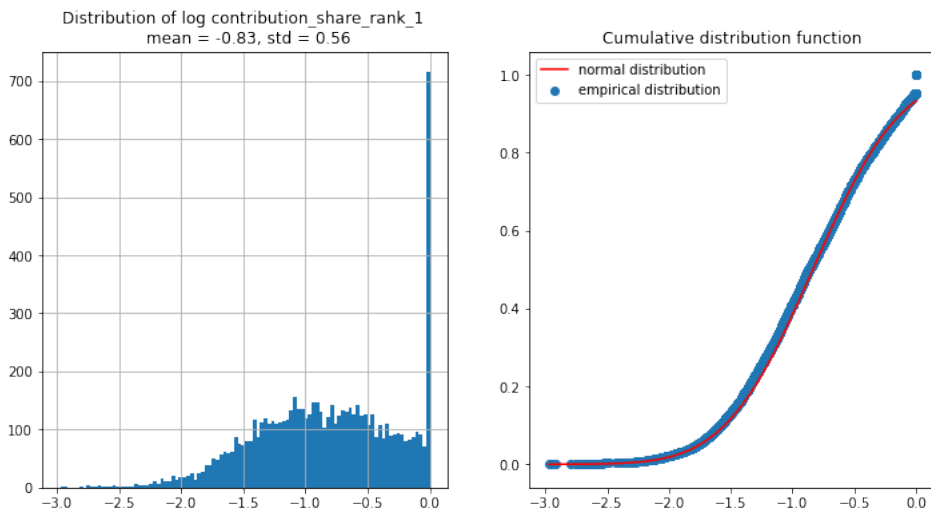 Distribution of log contribution_share_rank_1
mean = -0.83, std = 0.56
700
600
500
400
300
200
100
0
−3.0 −2.5 −2.0 −1.5 −1.0 −0.5 0.0
Cumulative distribution function
normal distribution
empirical distribution
1.0
0.8
0.6
0.4
0.2
0.0
−3.0 −2.5 −2.0 −1.5 −1.0 −0.5 0.0